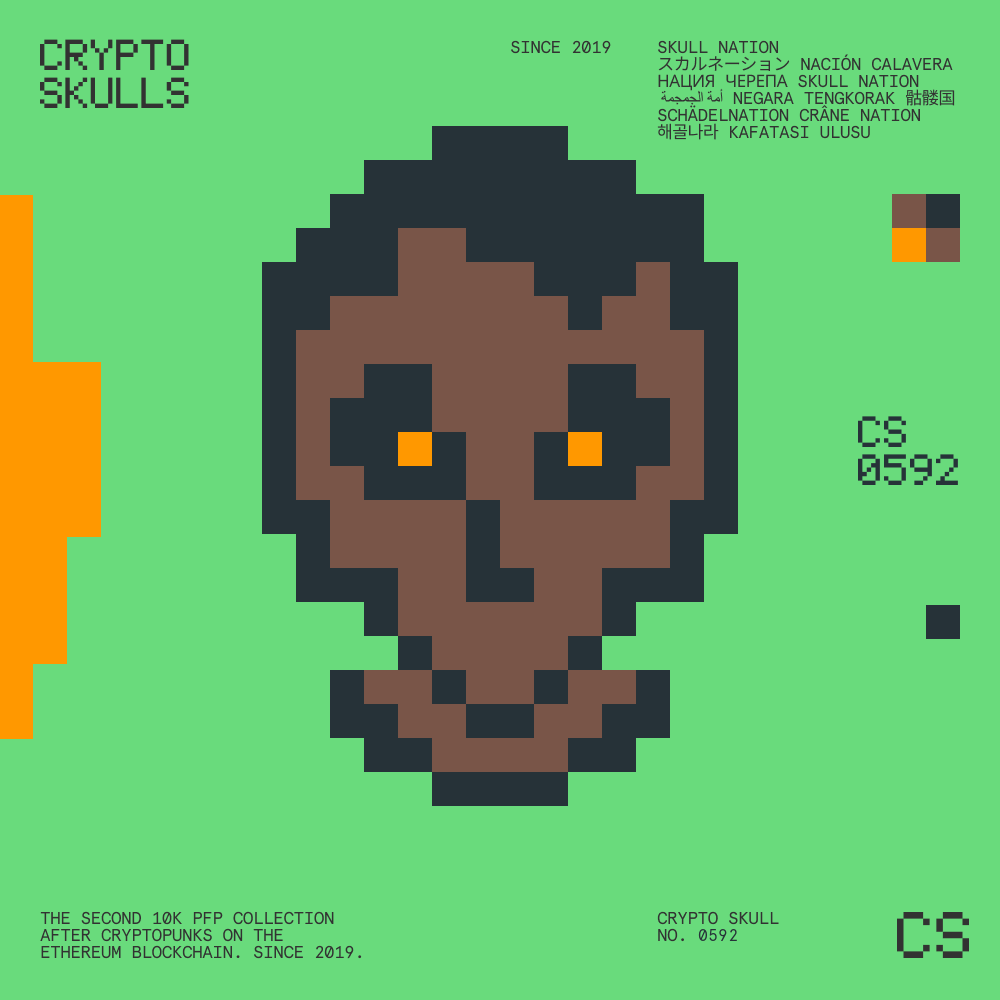 CRYPTO
SKULLS
SINCE 2019
SKULL NATION
スカルネーション NACIÓN CALAVERA
НАЦИЯ ЧЕРЕПА SKULL NATION
أمة الجمجمة NEGARA TENGKORAK 骷髅国
SCHÄDELNATION CRÂNE NATION
해골나라 KAFATASI ULUSU
CS
0592
THE SECOND 10K PFP COLLECTION
AFTER CRYPTOPUNKS ON THE
ETHEREUM BLOCKCHAIN. SINCE 2019.
CRYPTO SKULL
NO. 0592
CS